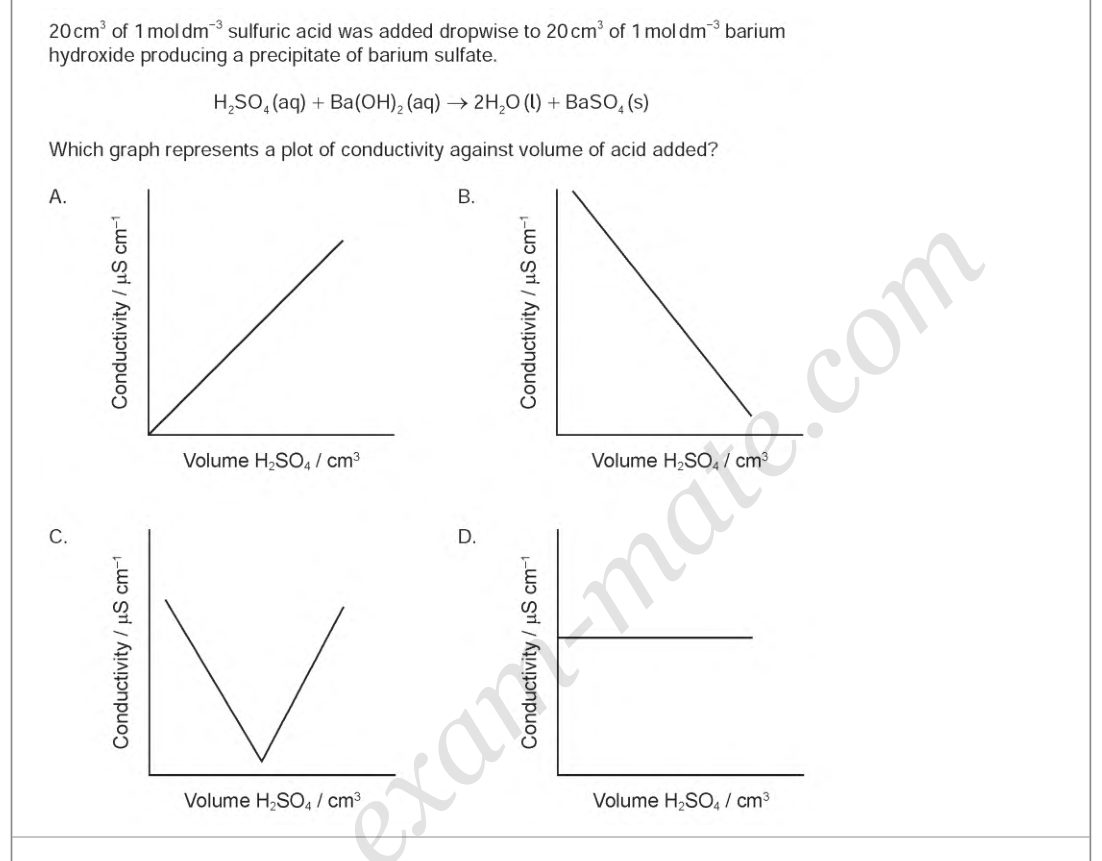 20 cm³ of 1 mol dm⁻³ sulfuric acid was added dropwise to 20 cm³ of 1 mol dm⁻³ barium
hydroxide producing a precipitate of barium sulfate.
H₂SO₄ (aq) + Ba(OH)₂ (aq) → 2H₂O (l) + BaSO₄ (s)
Which graph represents a plot of conductivity against volume of acid added?
A.
Conductivity / µS cm⁻¹
Volume H₂SO₄ / cm³
B.
Conductivity / µS cm⁻¹
Volume H₂SO₄ / cm³
C.
Conductivity / µS cm⁻¹
Volume H₂SO₄ / cm³
D.
Conductivity / µS cm⁻¹
Volume H₂SO₄ / cm³
exam-mate.com